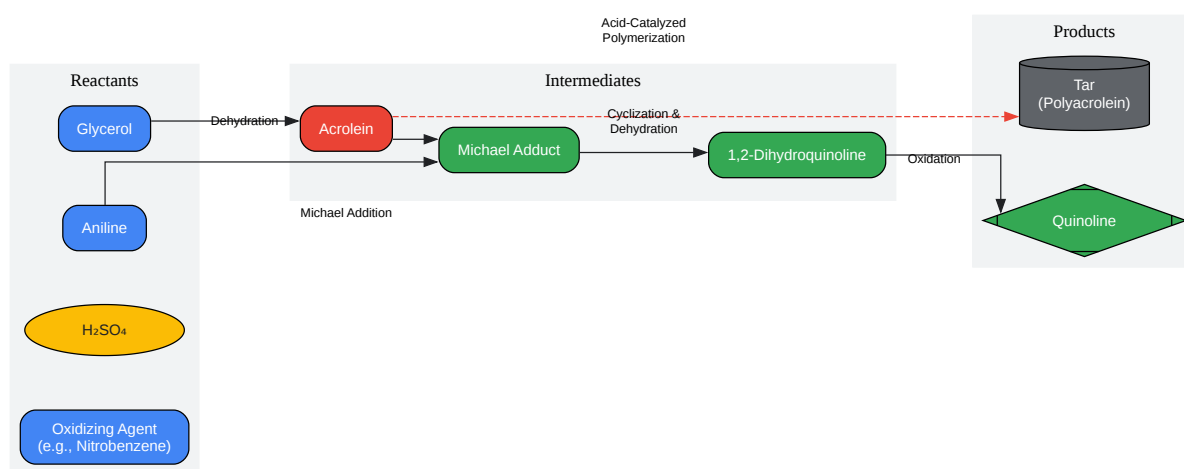 Acid-Catalyzed
Polymerization
Reactants
Intermediates
Products
Glycerol
Dehydration
Acrolein
Cyclization &
Dehydration
Tar
(Polyacrolein)
Michael Adduct
1,2-Dihydroquinoline
Oxidation
Aniline
Michael Addition
Quinoline
H₂SO₄
Oxidizing Agent
(e.g., Nitrobenzene)